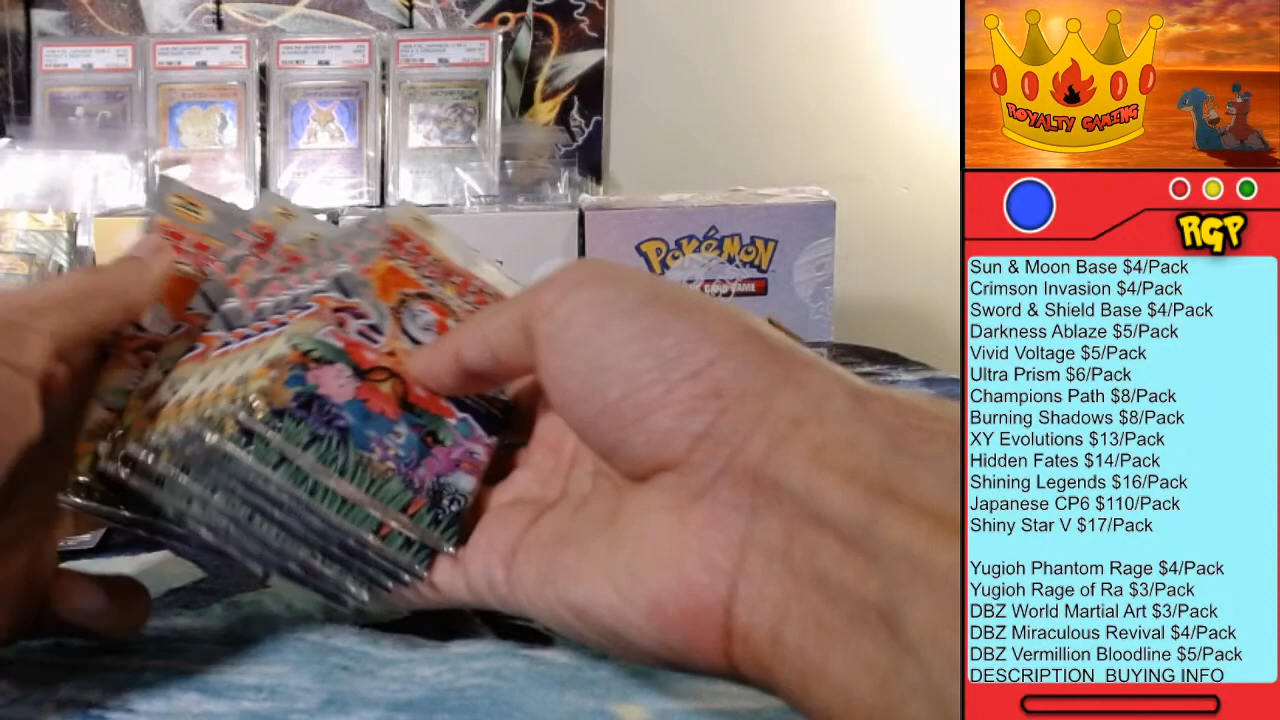 ROYALTY GAMING
POKéMON
CARD GAME
RGP
Sun & Moon Base $4/Pack
Crimson Invasion $4/Pack
Sword & Shield Base $4/Pack
Darkness Ablaze $5/Pack
Vivid Voltage $5/Pack
Ultra Prism $6/Pack
Champions Path $8/Pack
Burning Shadows $8/Pack
XY Evolutions $13/Pack
Hidden Fates $14/Pack
Shining Legends $16/Pack
Japanese CP6 $110/Pack
Shiny Star V $17/Pack
Yugioh Phantom Rage $4/Pack
Yugioh Rage of Ra $3/Pack
DBZ World Martial Art $3/Pack
DBZ Miraculous Revival $4/Pack
DBZ Vermillion Bloodline $5/Pack
DESCRIPTION BUYING INFO